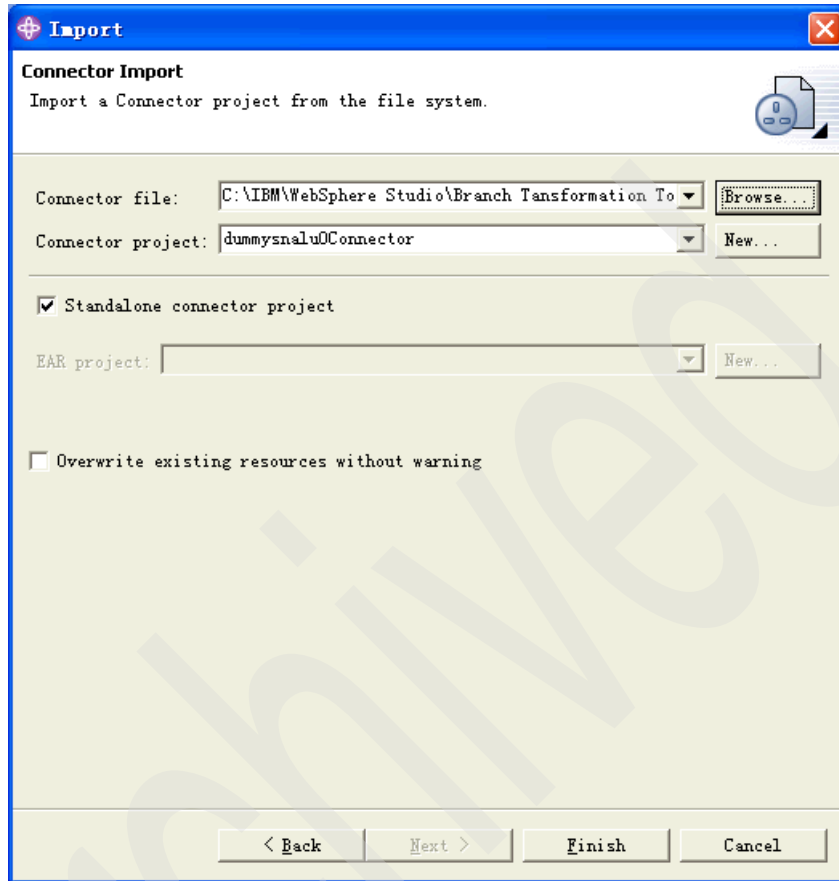 Import
Connector Import
Import a Connector project from the file system.
Connector file: C:\IBM\WebSphere Studio\Branch Tansformation To Browse...
Connector project: dummysnalu0Connector New...
Standalone connector project
EAR project: New...
Overwrite existing resources without warning
< Back Next > Finish Cancel
Archived